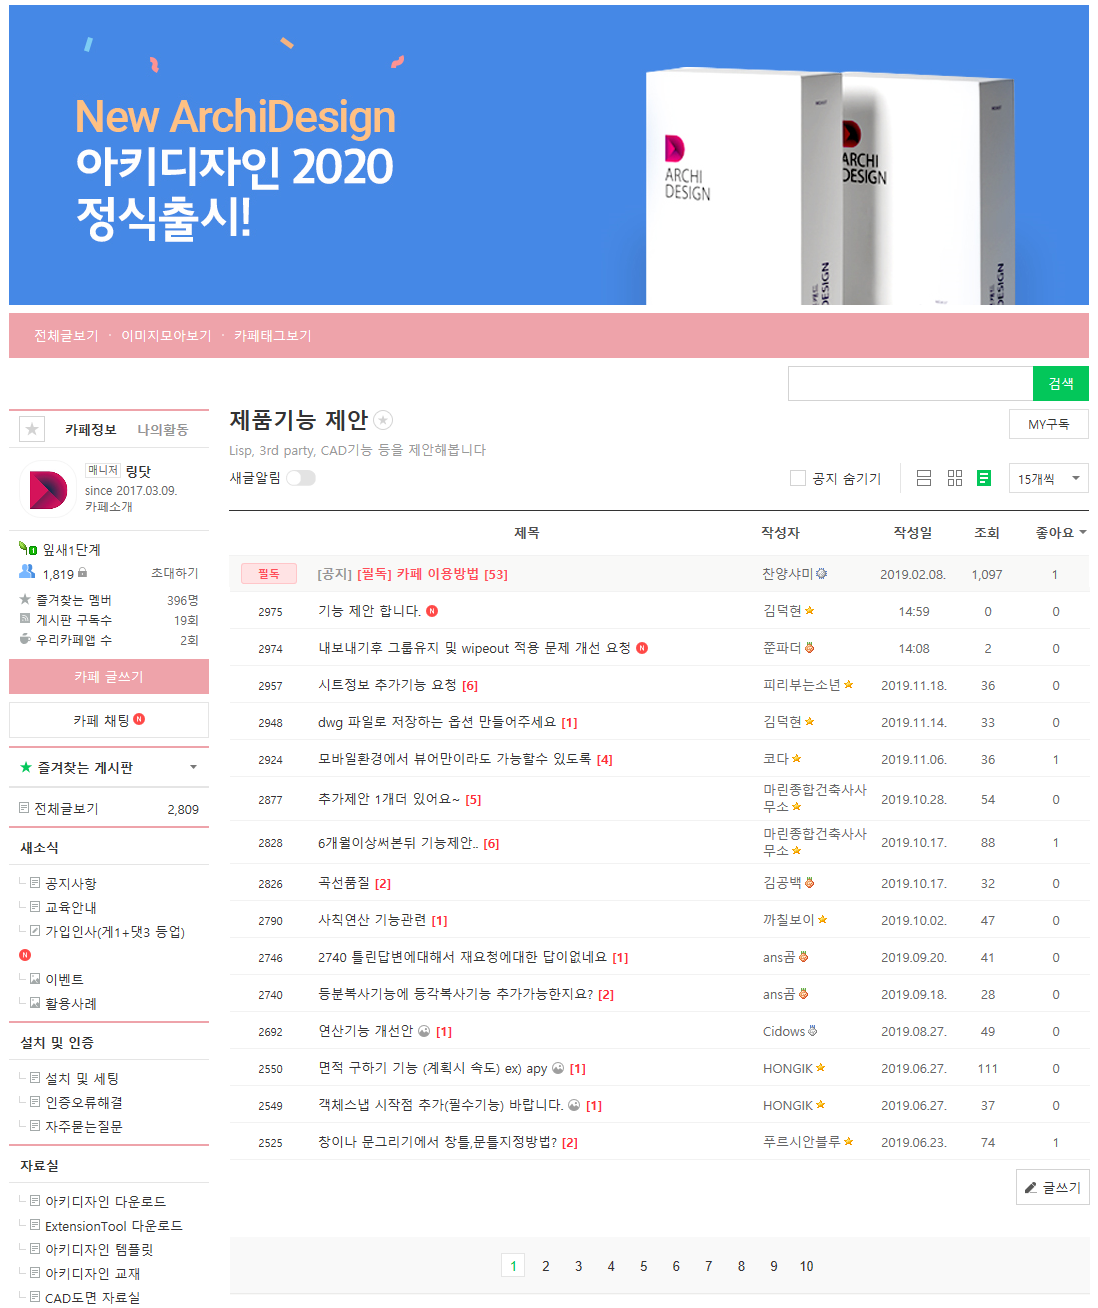 New ArchiDesign
아키디자인 2020
정식출시!
ARCHI
DESIGN
ARCHI
DESIGN
전체글보기 · 이미지모아보기 · 카페태그보기
검색
카페정보 나의활동
매니저 링닷
since 2017.03.09.
카페소개
잎새1단계
1,819 초대하기
즐겨찾는 멤버 396명
게시판 구독수 19회
우리카페앱 수 2회
카페 글쓰기
카페 채팅 N
즐겨찾는 게시판
전체글보기 2,809
새소식
공지사항
교육안내
가입인사(게1+댓3 등업)
N
이벤트
활용사례
설치 및 인증
설치 및 세팅
인증오류해결
자주묻는질문
자료실
아키디자인 다운로드
ExtensionTool 다운로드
아키디자인 템플릿
아키디자인 교재
CAD도면 자료실
제품기능 제안
MY구독
Lisp, 3rd party, CAD기능 등을 제안해봅니다
새글알림 공지 숨기기 15개씩
제목 작성자 작성일 조회 좋아요
필독 [공지] [필독] 카페 이용방법 [53] 찬양샤미 2019.02.08. 1,097 1
2975 기능 제안 합니다. N 김덕현 14:59 0 0
2974 내보내기후 그룹유지 및 wipeout 적용 문제 개선 요청 N 쭌파더 14:08 2 0
2957 시트정보 추가기능 요청 [6] 피리부는소년 2019.11.18. 36 0
2948 dwg 파일로 저장하는 옵션 만들어주세요 [1] 김덕현 2019.11.14. 33 0
2924 모바일환경에서 뷰어만이라도 가능할수 있도록 [4] 코다 2019.11.06. 36 1
2877 추가제안 1개더 있어요~ [5] 마린종합건축사사무소 2019.10.28. 54 0
2828 6개월이상써본뒤 기능제안.. [6] 마린종합건축사사무소 2019.10.17. 88 1
2826 곡선품질 [2] 김공백 2019.10.17. 32 0
2790 사칙연산 기능관련 [1] 까칠보이 2019.10.02. 47 0
2746 2740 틀린답변에대해서 재요청에대한 답이없네요 [1] ans곰 2019.09.20. 41 0
2740 등분복사기능에 등각복사기능 추가가능한지요? [2] ans곰 2019.09.18. 28 0
2692 연산기능 개선안 [1] Cidows 2019.08.27. 49 0
2550 면적 구하기 기능 (계획시 속도) ex) apy [1] HONGIK 2019.06.27. 111 0
2549 객체스냅 시작점 추가(필수기능) 바랍니다. [1] HONGIK 2019.06.27. 37 0
2525 창이나 문그리기에서 창틀,문틀지정방법? [2] 푸르시안블루 2019.06.23. 74 1
글쓰기
1 2 3 4 5 6 7 8 9 10